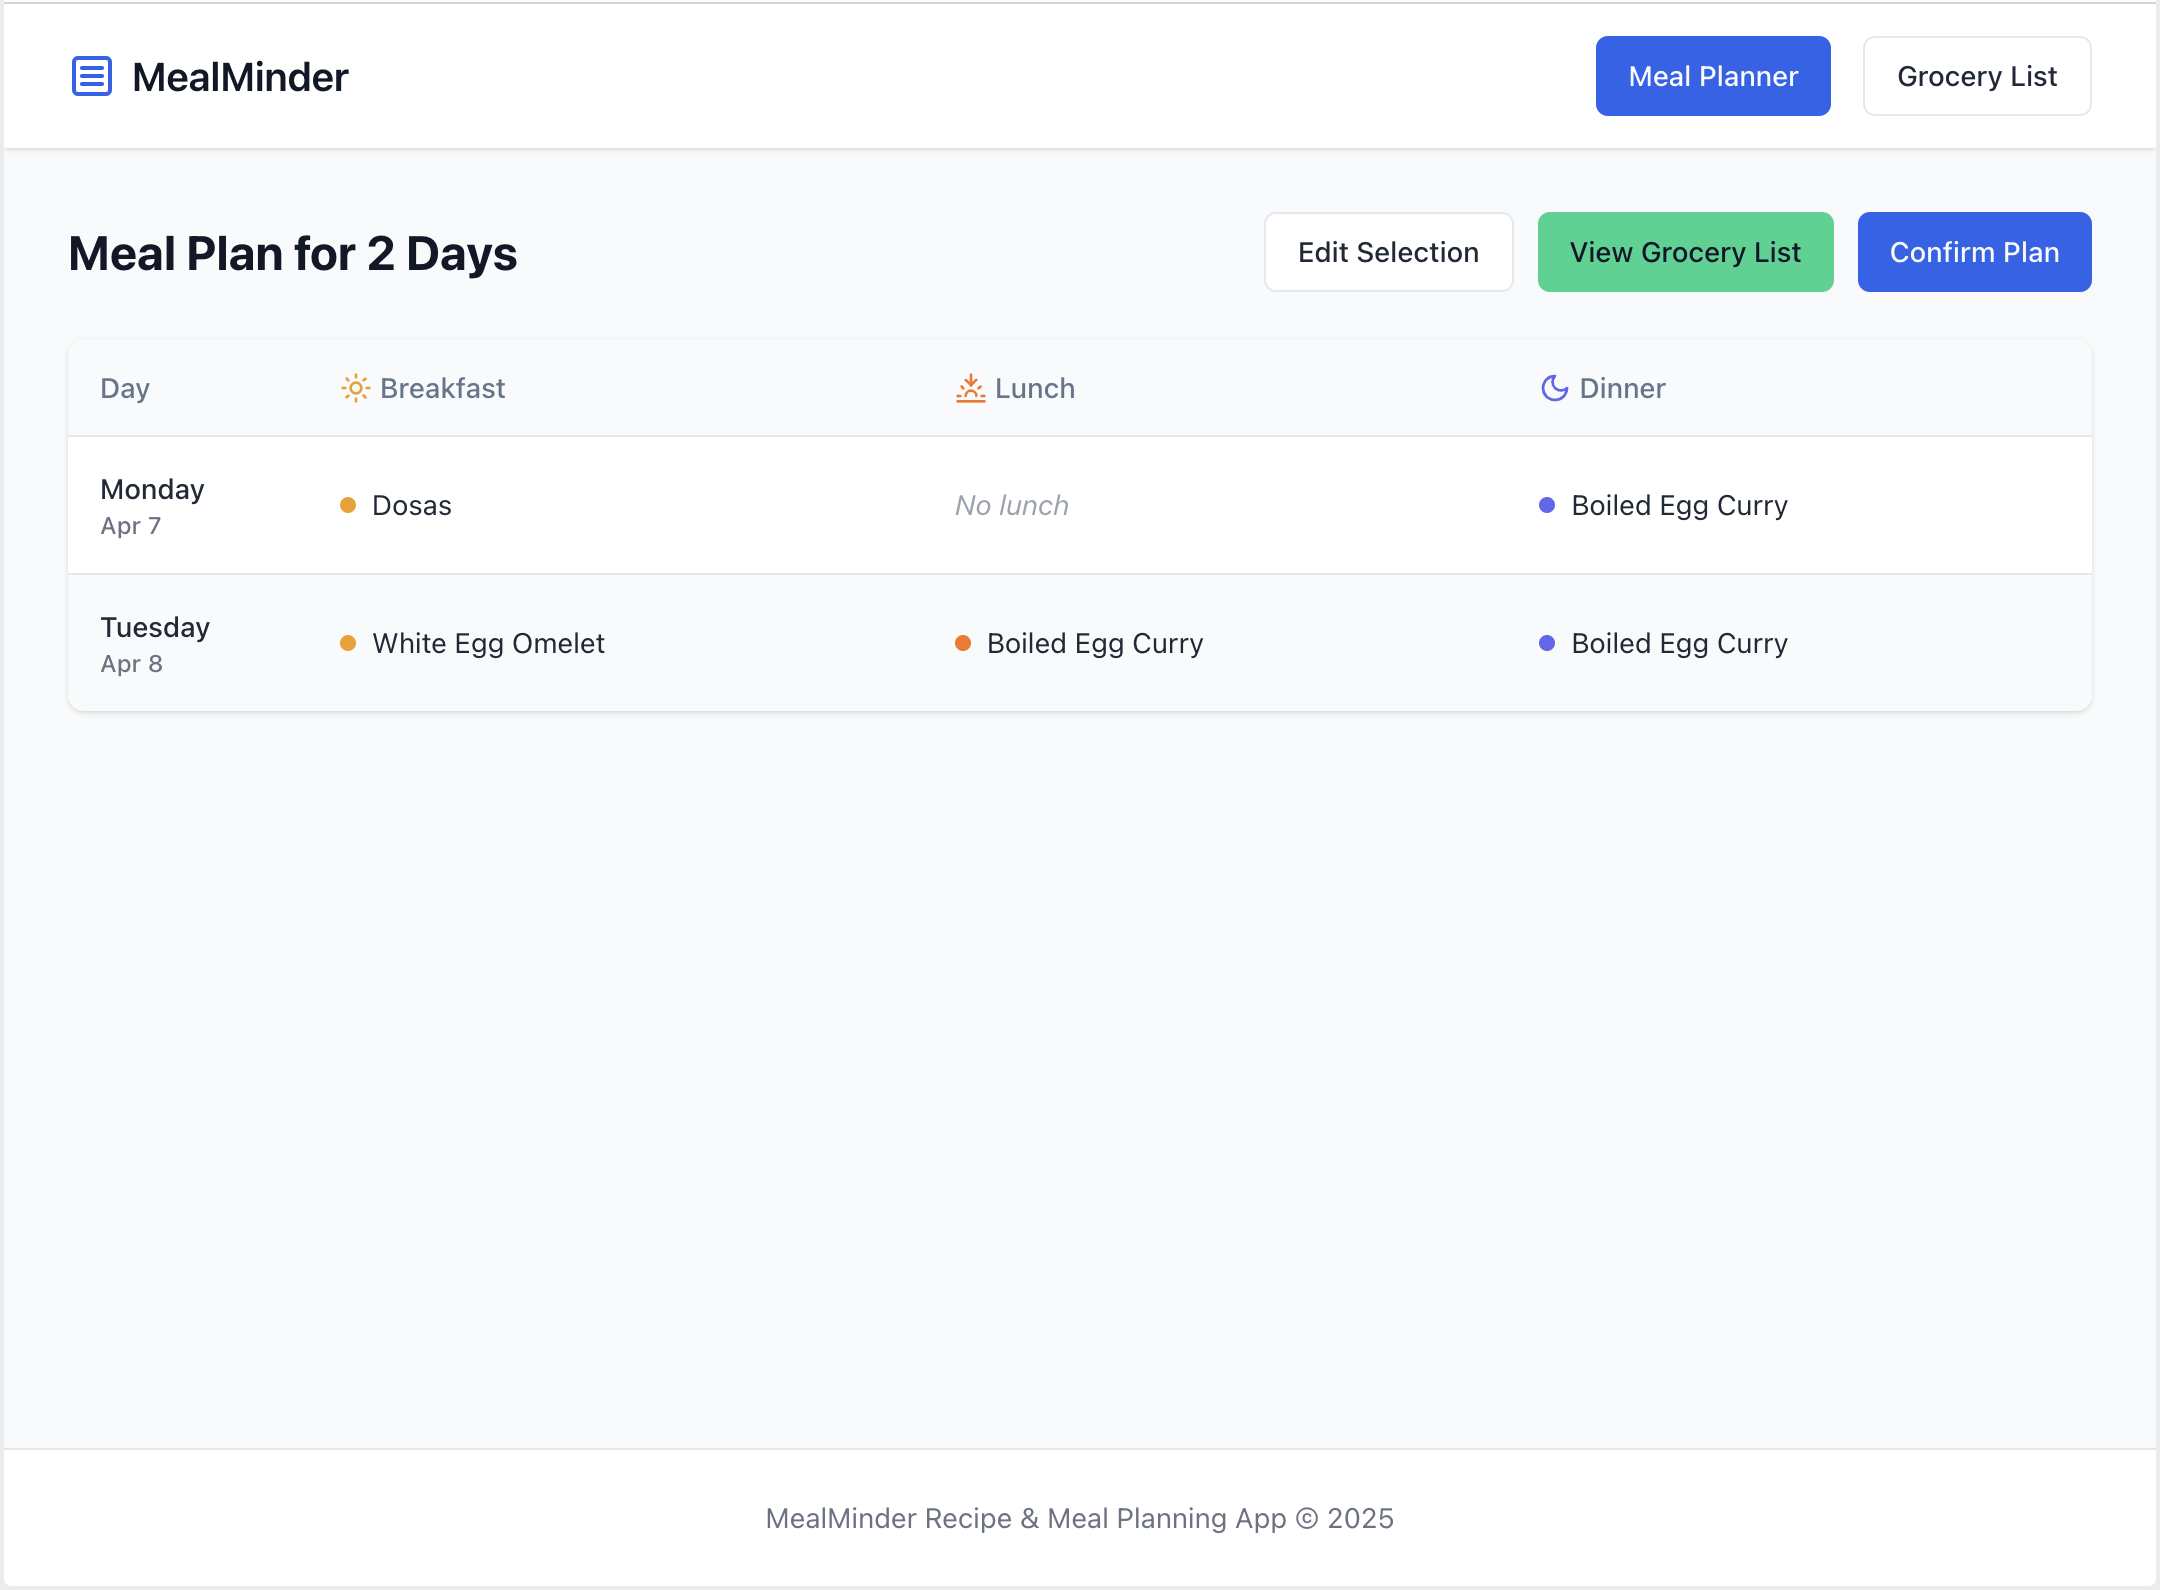 MealMinder
Meal Planner
Grocery List
Meal Plan for 2 Days
Edit Selection
View Grocery List
Confirm Plan
Day
Breakfast
Lunch
Dinner
Monday
Apr 7
Dosas
No lunch
Boiled Egg Curry
Tuesday
Apr 8
White Egg Omelet
Boiled Egg Curry
Boiled Egg Curry
MealMinder Recipe & Meal Planning App © 2025